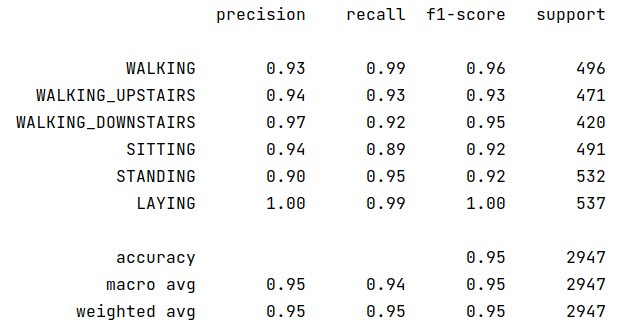 precision recall f1-score support
WALKING 0.93 0.99 0.96 496
WALKING_UPSTAIRS 0.94 0.93 0.93 471
WALKING_DOWNSTAIRS 0.97 0.92 0.95 420
SITTING 0.94 0.89 0.92 491
STANDING 0.90 0.95 0.92 532
LAYING 1.00 0.99 1.00 537
accuracy 0.95 2947
macro avg 0.95 0.94 0.95 2947
weighted avg 0.95 0.95 0.95 2947